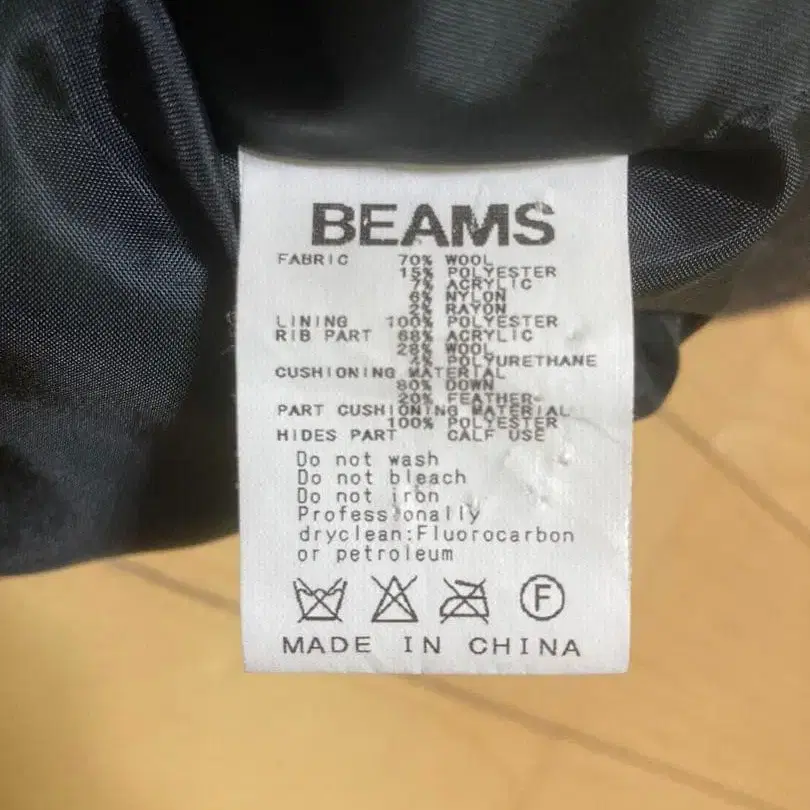 BEAMS
FABRIC 70% WOOL
15% POLYESTER
7% ACRYLIC
6% NYLON
2% RAYON
LINING 100% POLYESTER
RIB PART 68% ACRYLIC
28% WOOL
4% POLYURETHANE
CUSHIONING MATERIAL
80% DOWN
20% FEATHER
PART CUSHIONING MATERIAL
100% POLYESTER
HIDES PART CALF USE
Do not wash
Do not bleach
Do not iron
Professionally
dryclean:Fluorocarbon
or petroleum
F
MADE IN CHINA